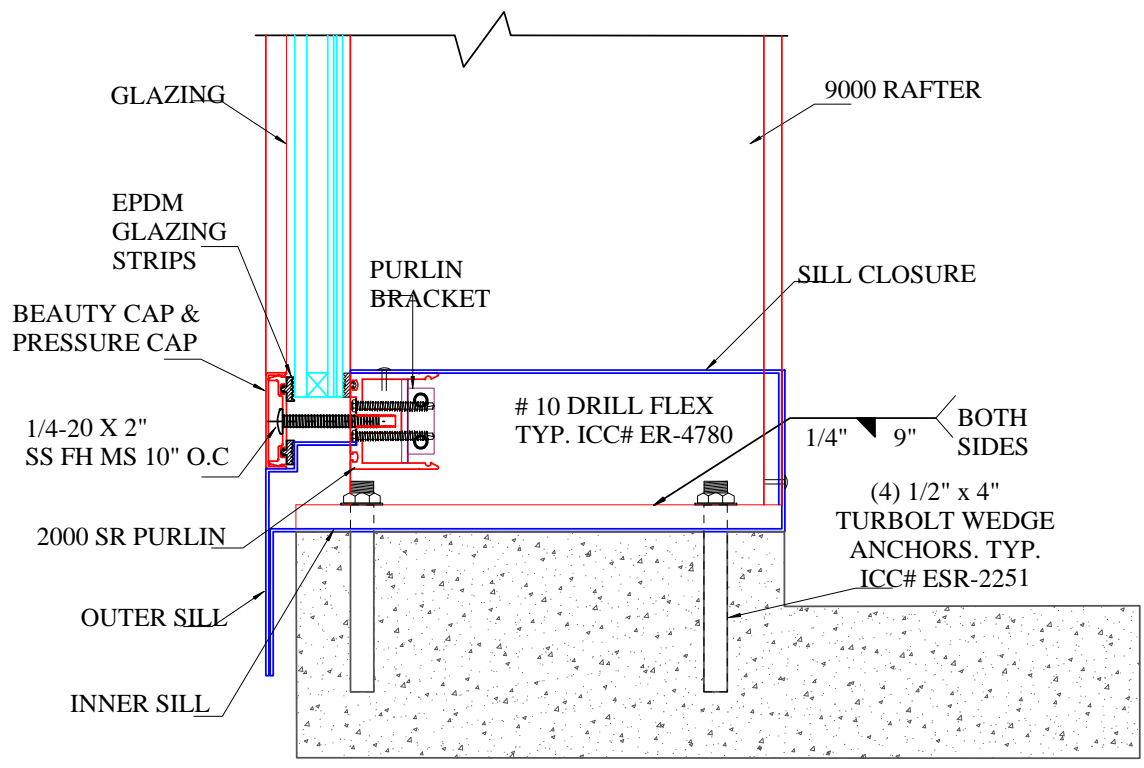 GLAZING
9000 RAFTER
EPDM
GLAZING
STRIPS
PURLIN
BRACKET
SILL CLOSURE
BEAUTY CAP &
PRESSURE CAP
1/4-20 X 2"
SS FH MS 10" O.C
# 10 DRILL FLEX
TYP. ICC# ER-4780
1/4" 9"
BOTH
SIDES
(4) 1/2" x 4"
TURBOLT WEDGE
ANCHORS. TYP.
ICC# ESR-2251
2000 SR PURLIN
OUTER SILL
INNER SILL